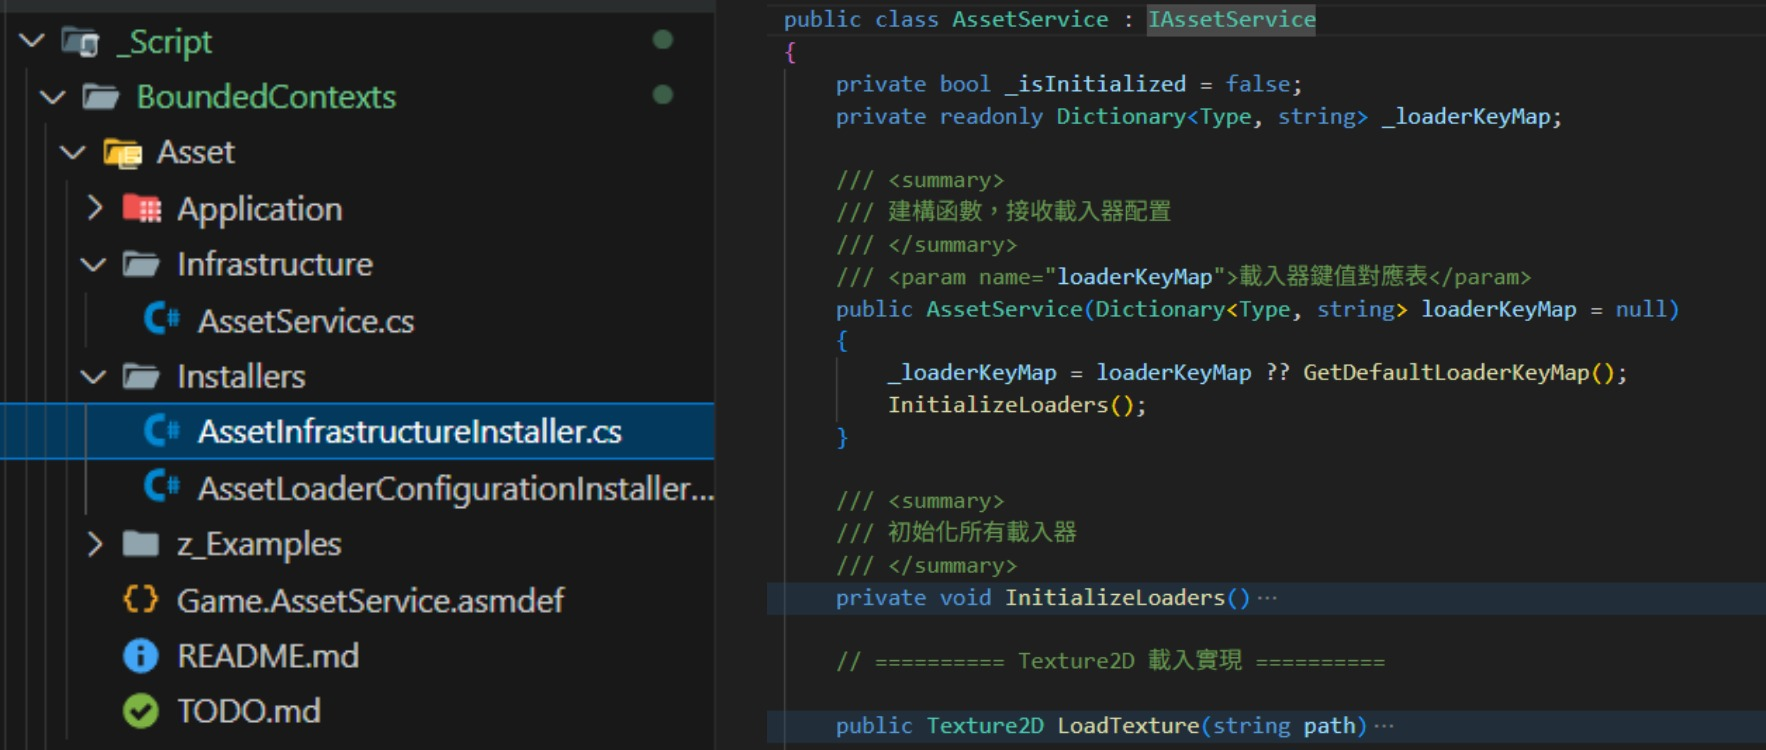 _Script
BoundedContexts
Asset
Application
Infrastructure
AssetService.cs
Installers
AssetInfrastructureInstaller.cs
AssetLoaderConfigurationInstaller...
z_Examples
Game.AssetService.asmdef
README.md
TODO.md
public class AssetService : IAssetService
{
private bool _isInitialized = false;
private readonly Dictionary<Type, string> _loaderKeyMap;
/// <summary>
/// 建構函數，接收載入器配置
/// </summary>
/// <param name="loaderKeyMap">載入器鍵值對應表</param>
public AssetService(Dictionary<Type, string> loaderKeyMap = null)
{
_loaderKeyMap = loaderKeyMap ?? GetDefaultLoaderKeyMap();
InitializeLoaders();
}
/// <summary>
/// 初始化所有載入器
/// </summary>
private void InitializeLoaders()···
// ========== Texture2D 載入實現 ==========
public Texture2D LoadTexture(string path)···